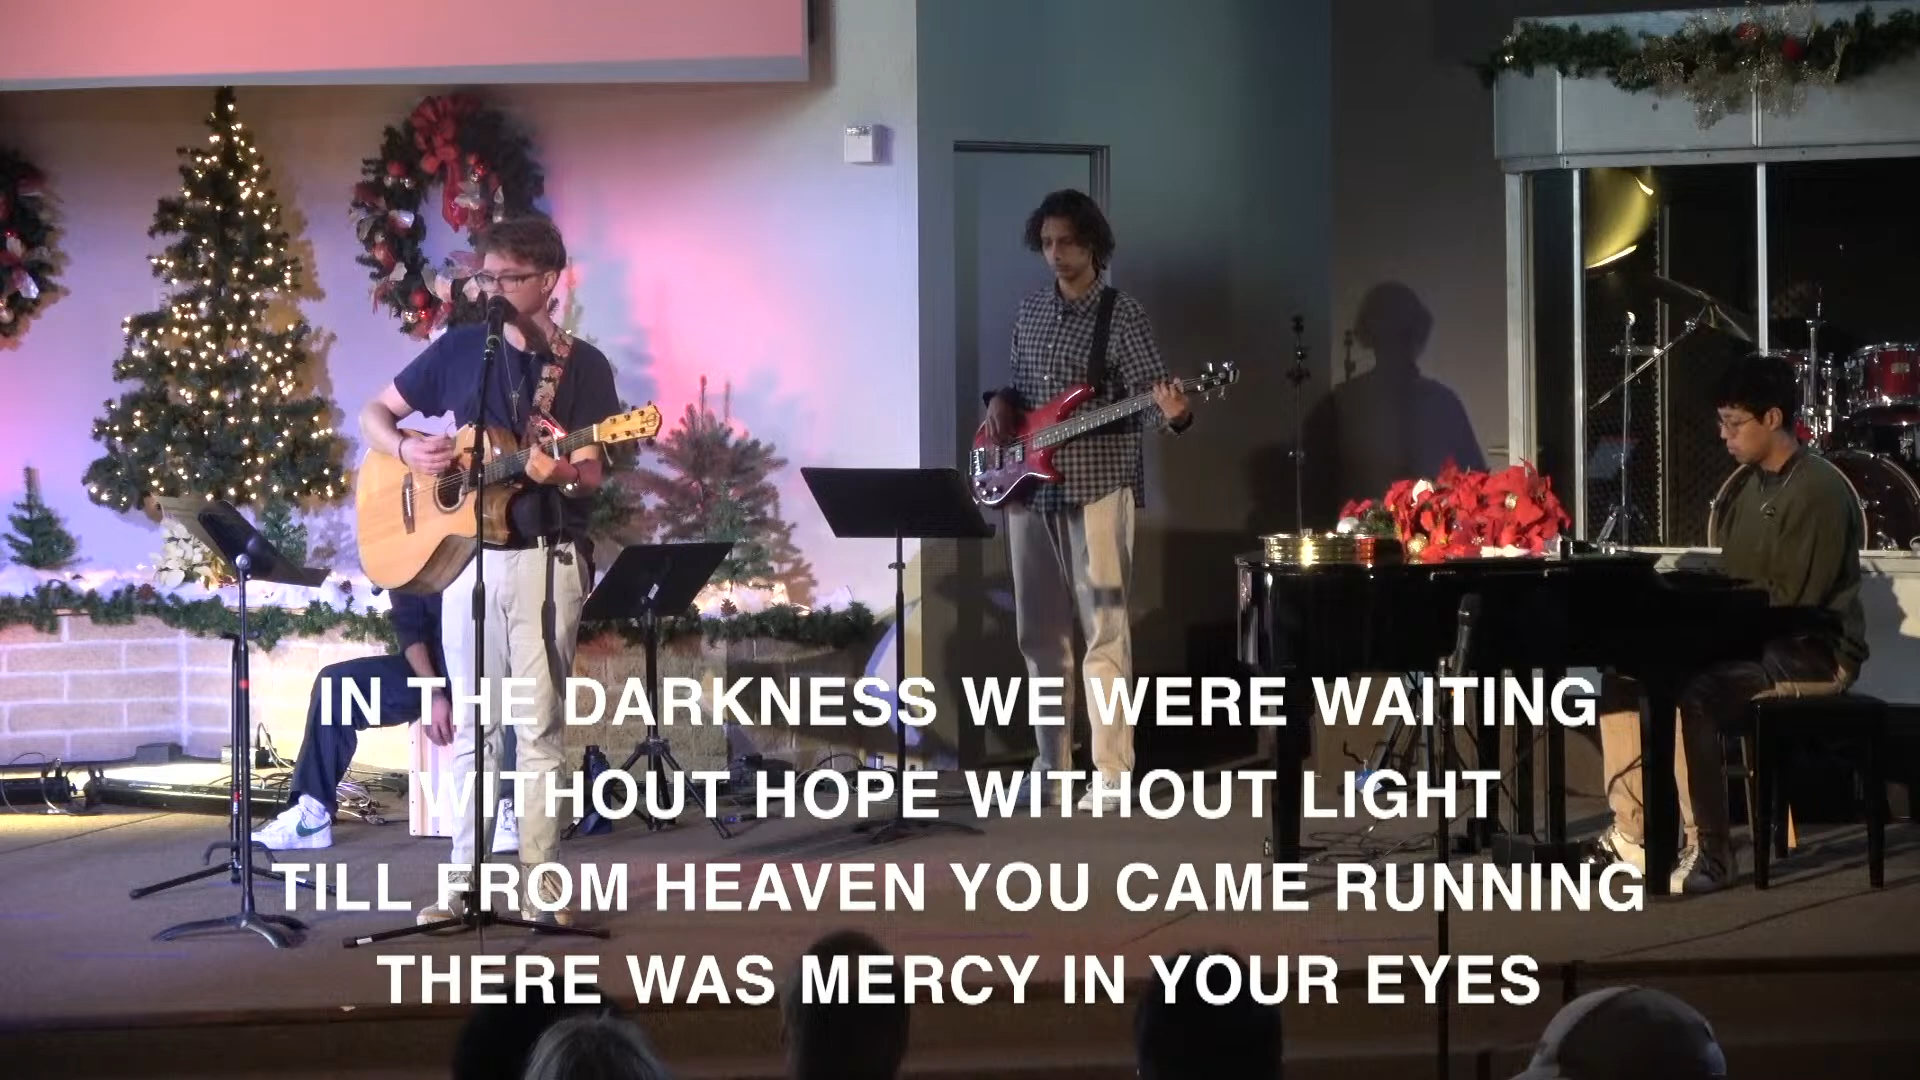 IN THE DARKNESS WE WERE WAITING
WITHOUT HOPE WITHOUT LIGHT
TILL FROM HEAVEN YOU CAME RUNNING
THERE WAS MERCY IN YOUR EYES